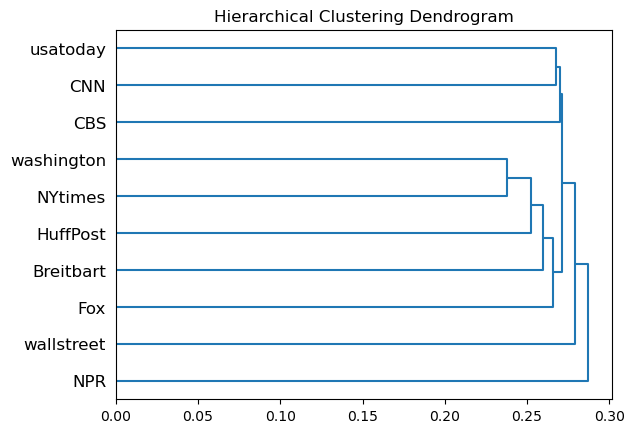 Hierarchical Clustering Dendrogram
usatoday
CNN
CBS
washington
NYtimes
HuffPost
Breitbart
Fox
wallstreet
NPR
0.00 0.05 0.10 0.15 0.20 0.25 0.30